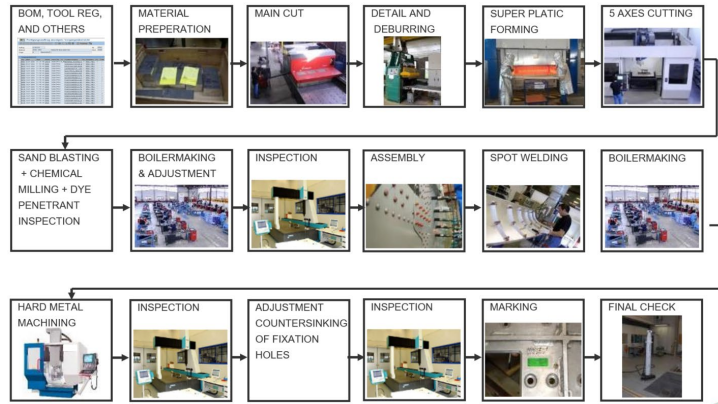 BOM, TOOL REG,
AND OTHERS
MATERIAL
PREPERATION
MAIN CUT
DETAIL AND
DEBURRING
SUPER PLATIC
FORMING
5 AXES CUTTING
SAND BLASTING
+ CHEMICAL
MILLING + DYE
PENETRANT
INSPECTION
BOILERMAKING
& ADJUSTMENT
INSPECTION
ASSEMBLY
SPOT WELDING
BOILERMAKING
HARD METAL
MACHINING
INSPECTION
ADJUSTMENT
COUNTERSINKING
OF FIXATION
HOLES
INSPECTION
MARKING
FINAL CHECK